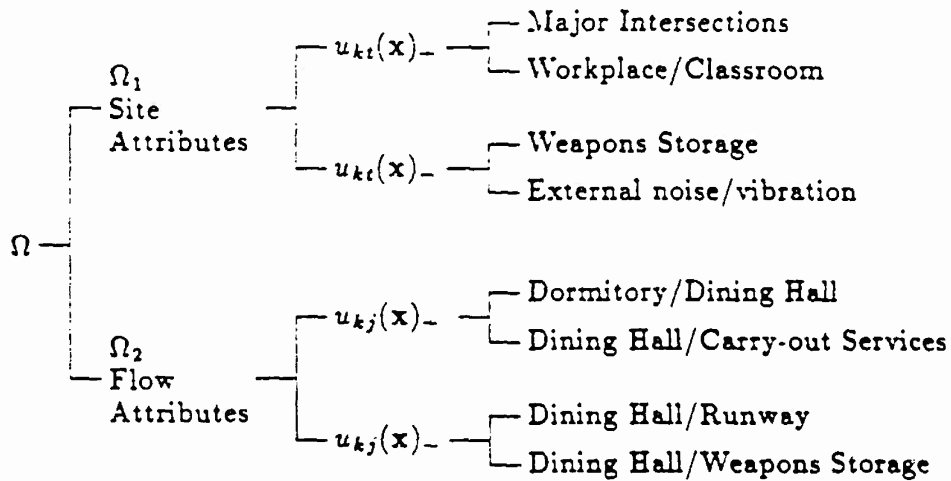 Major Intersections
u_{kt}(x)
Workplace/Classroom
Ω₁
Site
Attributes
Weapons Storage
u_{kt}(x)
External noise/vibration
Ω
Dormitory/Dining Hall
u_{kj}(x)
Dining Hall/Carry-out Services
Ω₂
Flow
Attributes
Dining Hall/Runway
u_{kj}(x)
Dining Hall/Weapons Storage